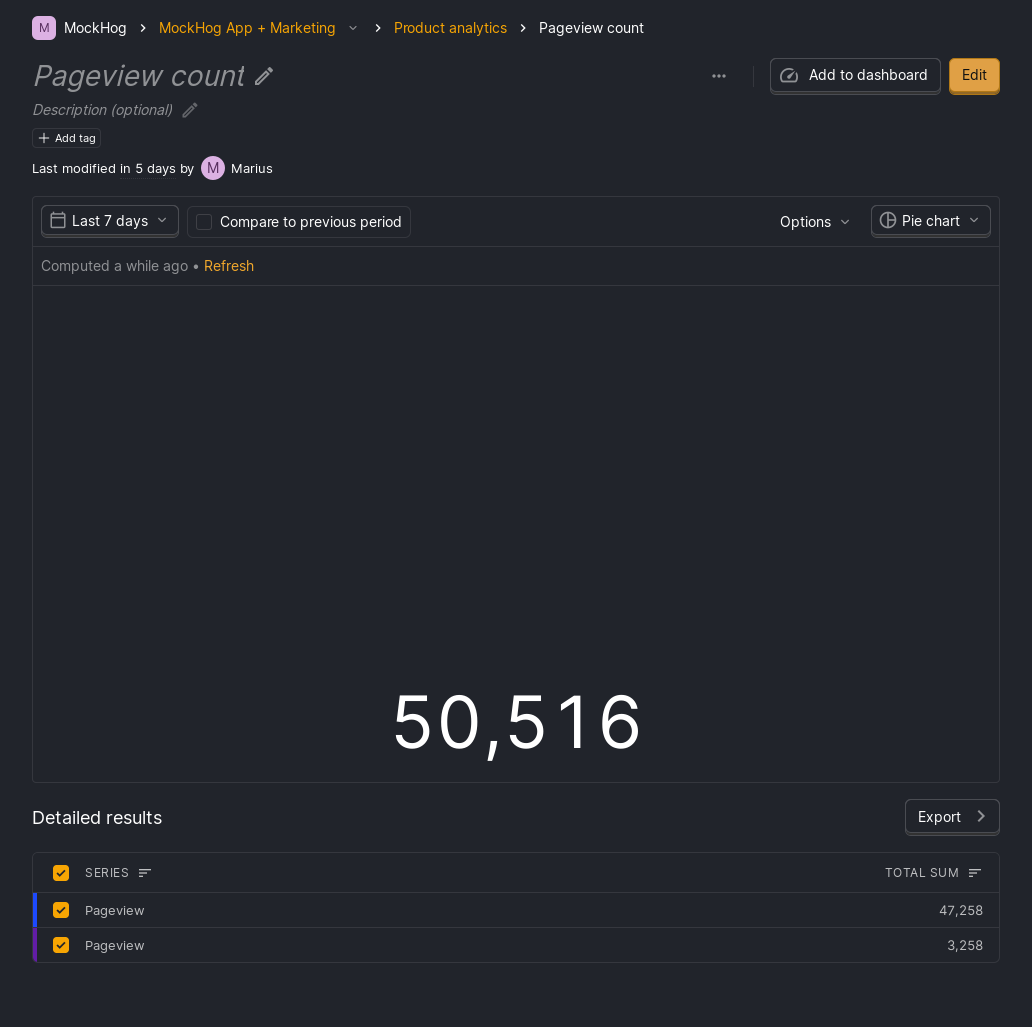 M MockHog > MockHog App + Marketing > Product analytics > Pageview count
Pageview count
Add to dashboard
Edit
Description (optional)
Add tag
Last modified in 5 days by M Marius
Last 7 days
Compare to previous period
Options
Pie chart
Computed a while ago • Refresh
50,516
Detailed results
Export
SERIES TOTAL SUM
Pageview 47,258
Pageview 3,258